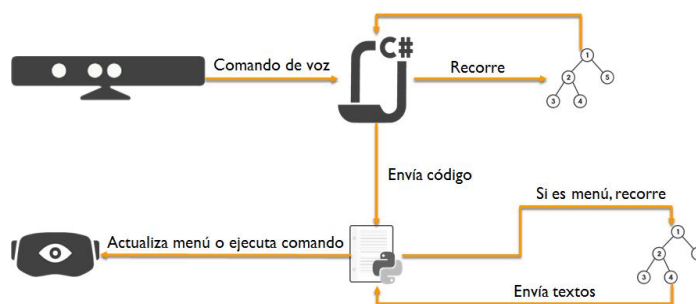 C#
Comando de voz
Recorre
1
2
5
3
4
Envía código
Si es menú, recorre
Actualiza menú o ejecuta comando
1
2
3
4
Envía textos